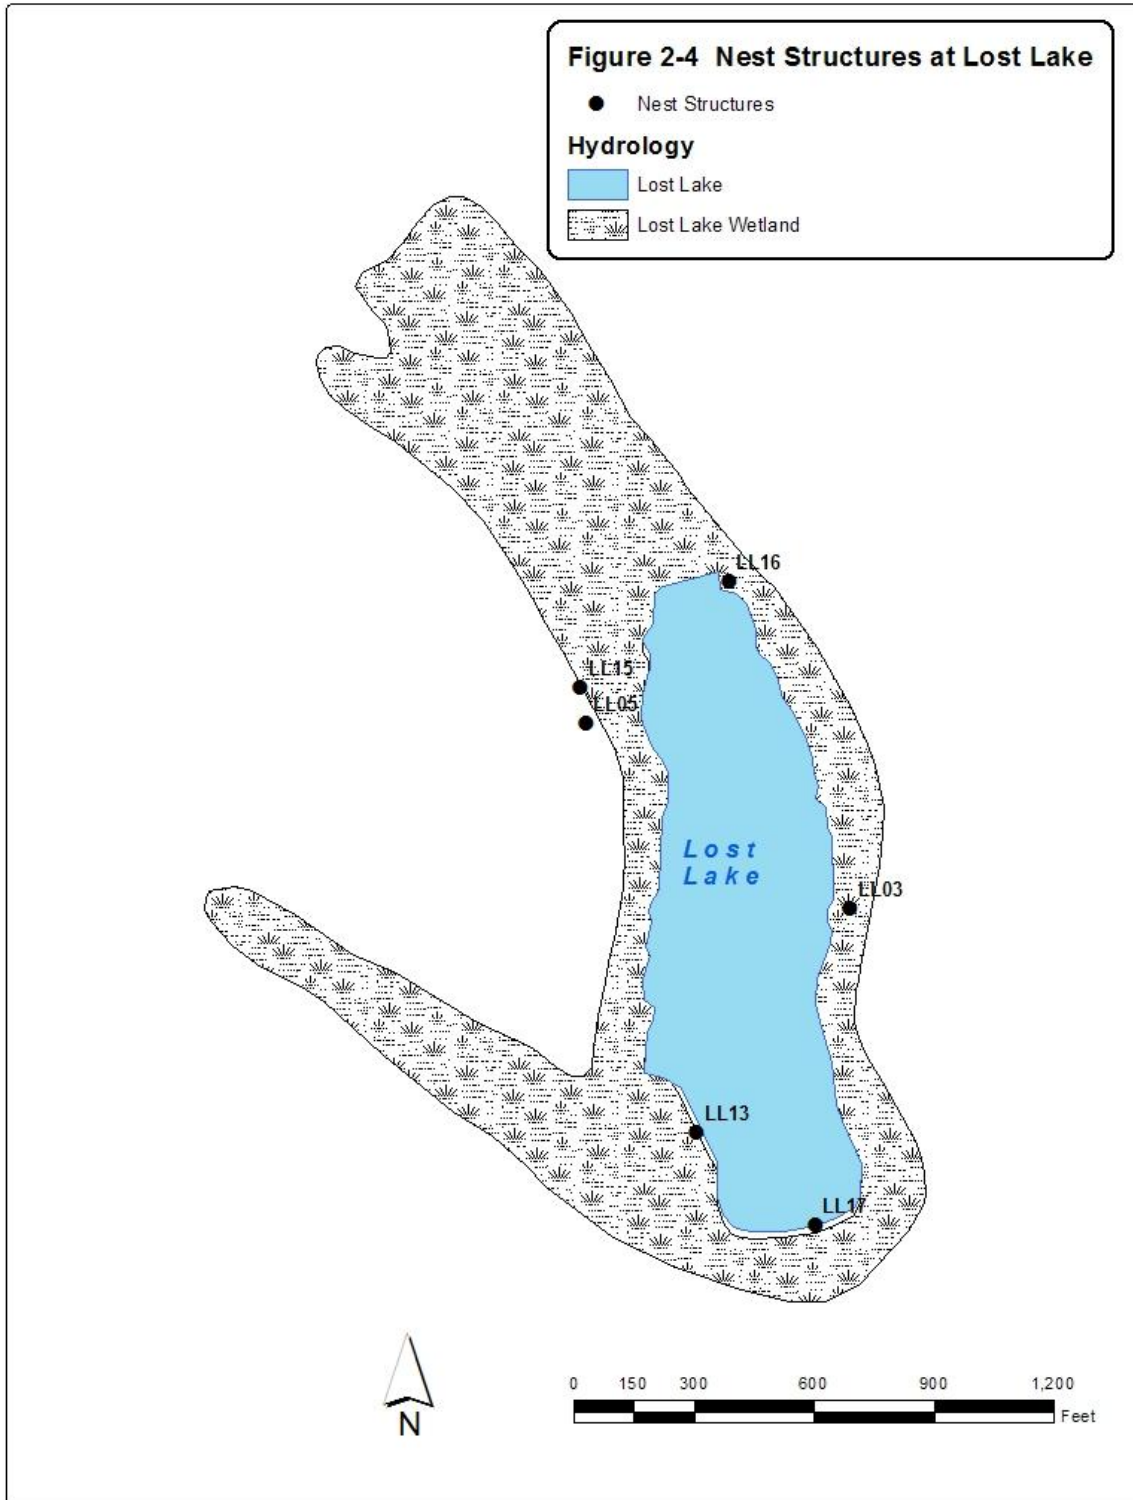 Figure 2-4 Nest Structures at Lost Lake
Nest Structures
Hydrology
Lost Lake
Lost Lake Wetland
LL16
LL15
LL05
Lost
Lake
LL03
LL13
LL17
N
0 150 300 600 900 1,200
Feet